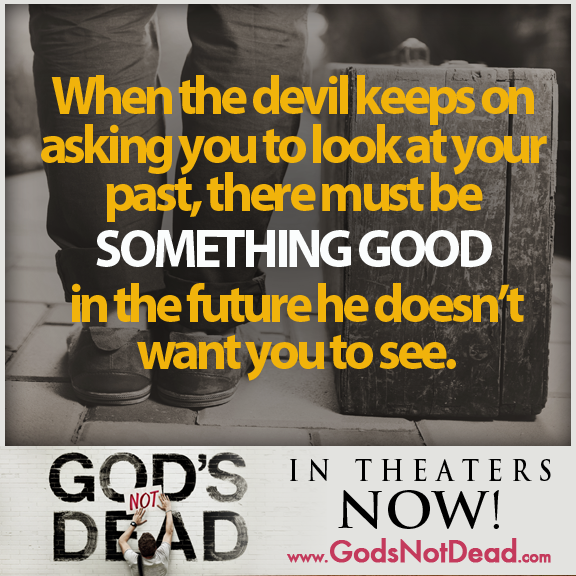 When the devil keeps on
asking you to look at your
past, there must be
SOMETHING GOOD
in the future he doesn't
want you to see.
GOD'S
NOT
DEAD
IN THEATERS
NOW!
www.GodsNotDead.com